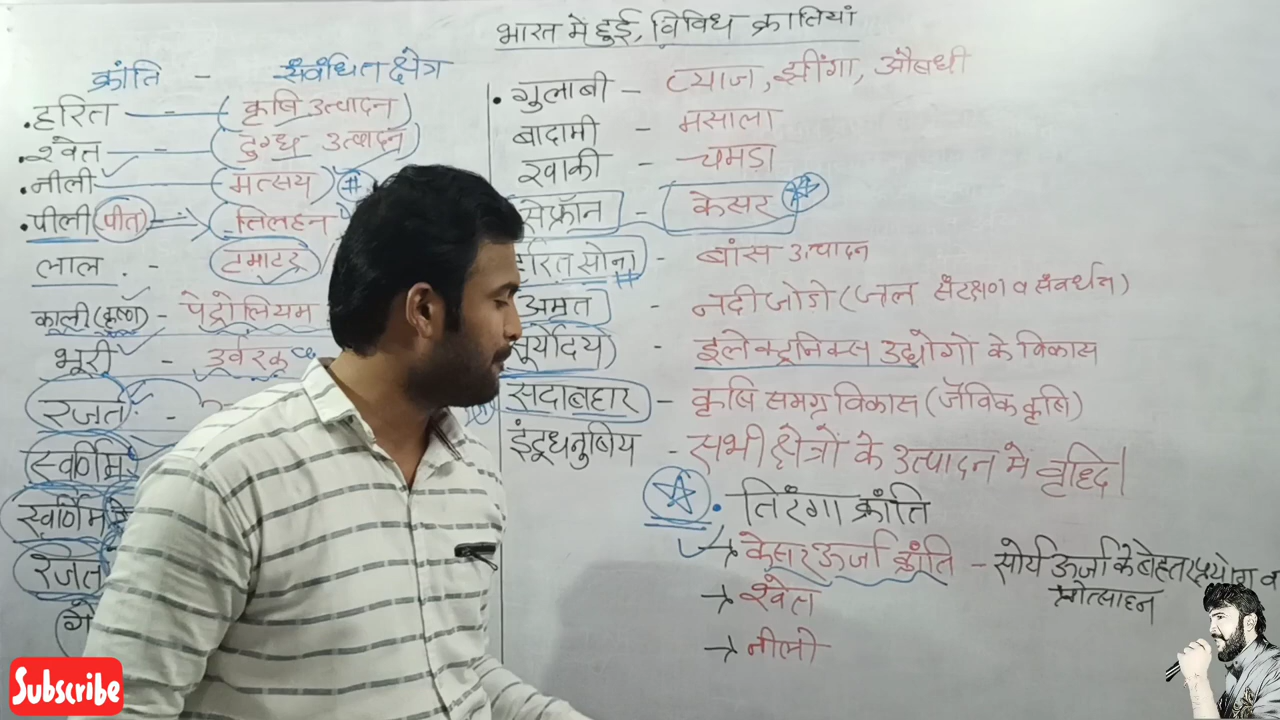 भारत में हुई, विविध क्रांतियां
क्रांति - संबंधित क्षेत्र
.हरित - (कृषि उत्पादन)
.श्वेत - (दुग्ध उत्पादन)
.नीली - (मत्सय) #
.पीली (पीत) → तिलहन
लाल . - टमाटर
काली (कृष्ण) - पेट्रोलियम
भूरी - उर्वरक
रजत -
स्वर्णिम
स्वर्णिम
रजत
. गुलाबी - प्याज, झींगा, औषधी
बादामी - मसाला
खाकी - चमडा
सेफ्रॉन - केसर
हरित सोना - बांस उत्पादन
अमृत - नदी जोडो (जल संरक्षण व संवर्धन)
सूर्योदय) - इलेक्ट्रनिक्स उद्योगों के विकास
सदाबहार - कृषि समग्र विकास (जैविक कृषि)
इंद्रधनुषिय - सभी क्षेत्रों के उत्पादन में वृध्दि।
. तिरंगा क्रांति
→ केसर ऊर्जा क्रांति - सोर्य ऊर्जा के बेहतर प्रयोग व
प्रोत्साहन
→ श्वेत
→ नीली
Subscribe